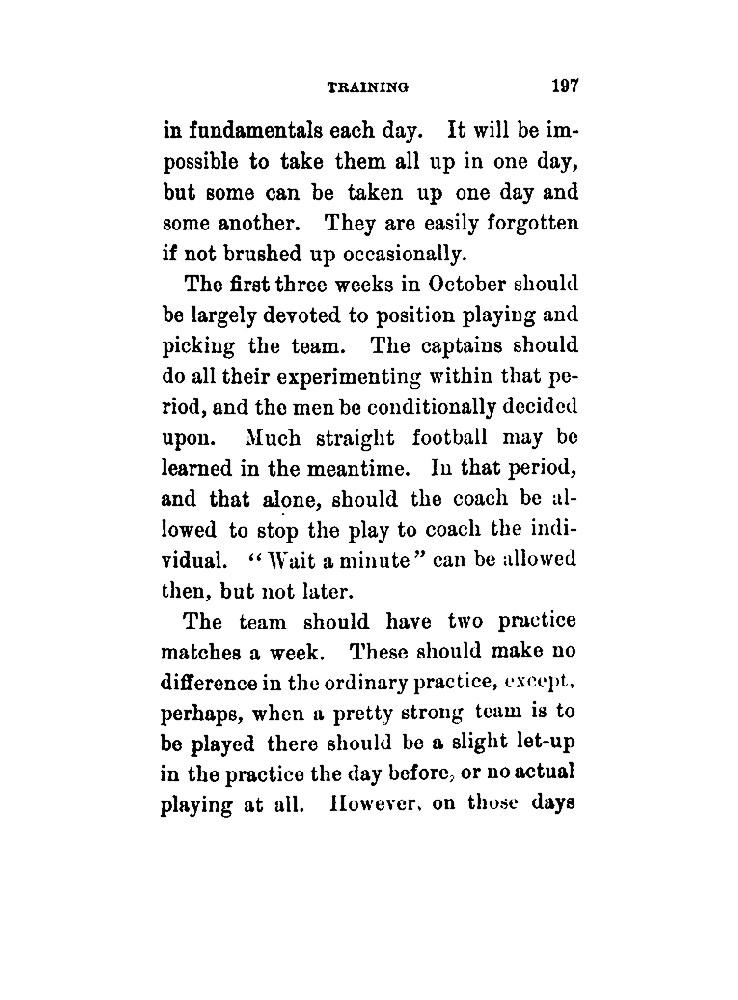 TRAINING 197
in fundamentals each day. It will be im-
possible to take them all up in one day,
but some can be taken up one day and
some another. They are easily forgotten
if not brushed up occasionally.
The first three weeks in October should
be largely devoted to position playing and
picking the team. The captains should
do all their experimenting within that pe-
riod, and the men be conditionally decided
upon. Much straight football may be
learned in the meantime. In that period,
and that alone, should the coach be al-
lowed to stop the play to coach the indi-
vidual. “Wait a minute” can be allowed
then, but not later.
The team should have two practice
matches a week. These should make no
difference in the ordinary practice, except,
perhaps, when a pretty strong team is to
be played there should be a slight let-up
in the practice the day before, or no actual
playing at all. However, on those days